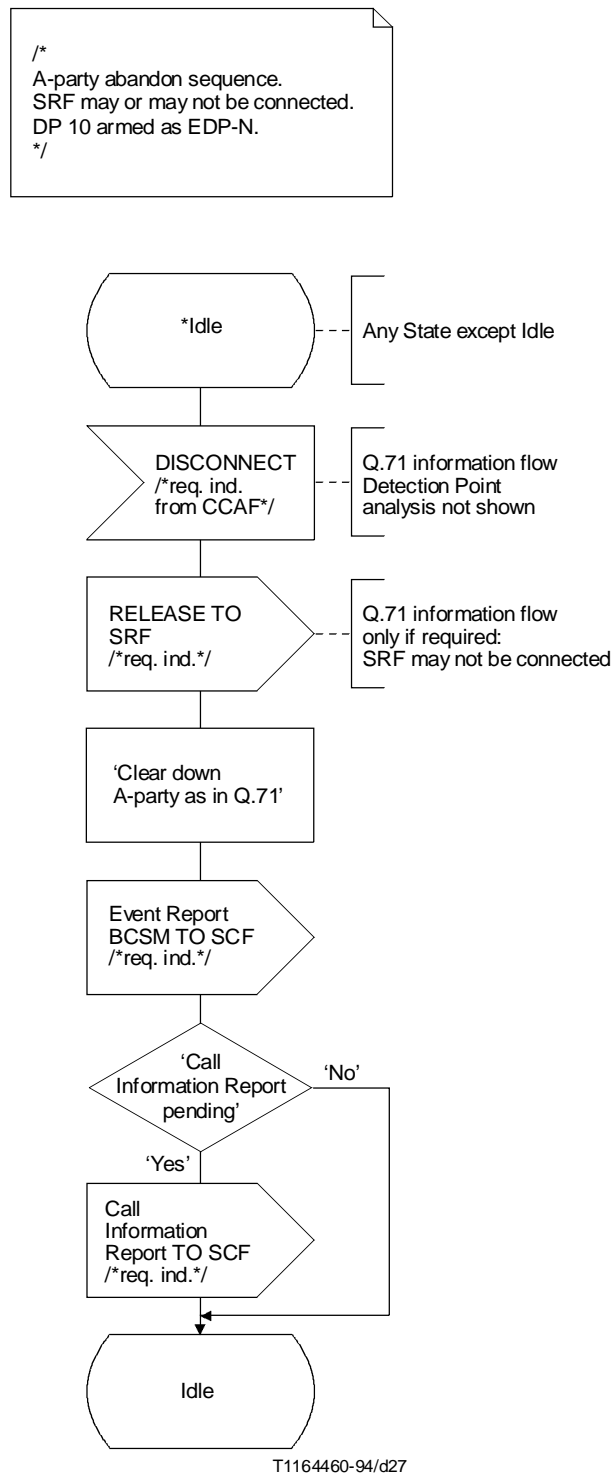 /*
A-party abandon sequence.
SRF may or may not be connected.
DP 10 armed as EDP-N.
*/
*Idle
Any State except Idle
DISCONNECT
/*req. ind.
from CCAF*/
Q.71 information flow
Detection Point
analysis not shown
RELEASE TO
SRF
/*req. ind.*/
Q.71 information flow
only if required:
SRF may not be connected
‘Clear down
A-party as in Q.71’
Event Report
BCSM TO SCF
/*req. ind.*/
‘Call
Information Report
pending’
‘No’
‘Yes’
Call
Information
Report TO SCF
/*req. ind.*/
Idle
T1164460-94/d27